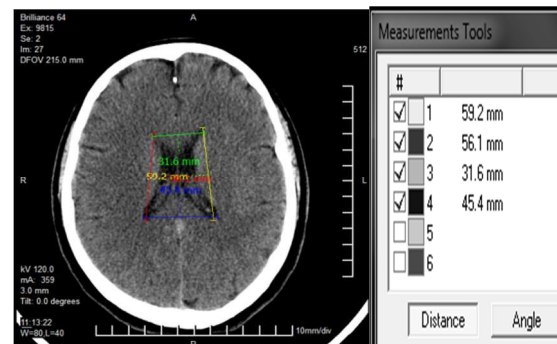 Brilliance 64
Ex: 9815
Se: 2
Im: 27
DFOV 215.0 mm
A
512
R
L
31.6 mm
59.2 mm
45.4 mm
kV 120.0
mA: 359
3.0 mm
Tilt: 0.0 degrees
11:13:22
W=80,L=40
10mm/div
Measurements Tools
#
1 59.2 mm
2 56.1 mm
3 31.6 mm
4 45.4 mm
5
6
Distance Angle